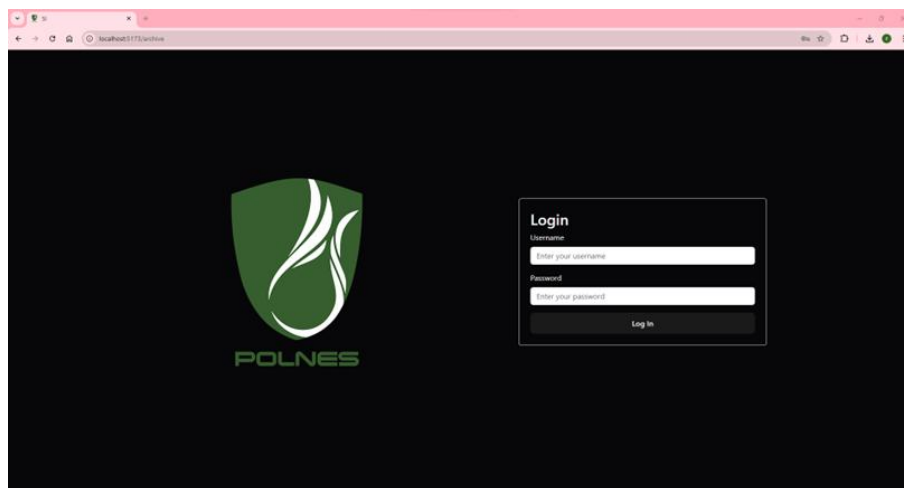 localhost:5173/archive
Login
Username
Enter your username
Password
Enter your password
Log In
POLNES